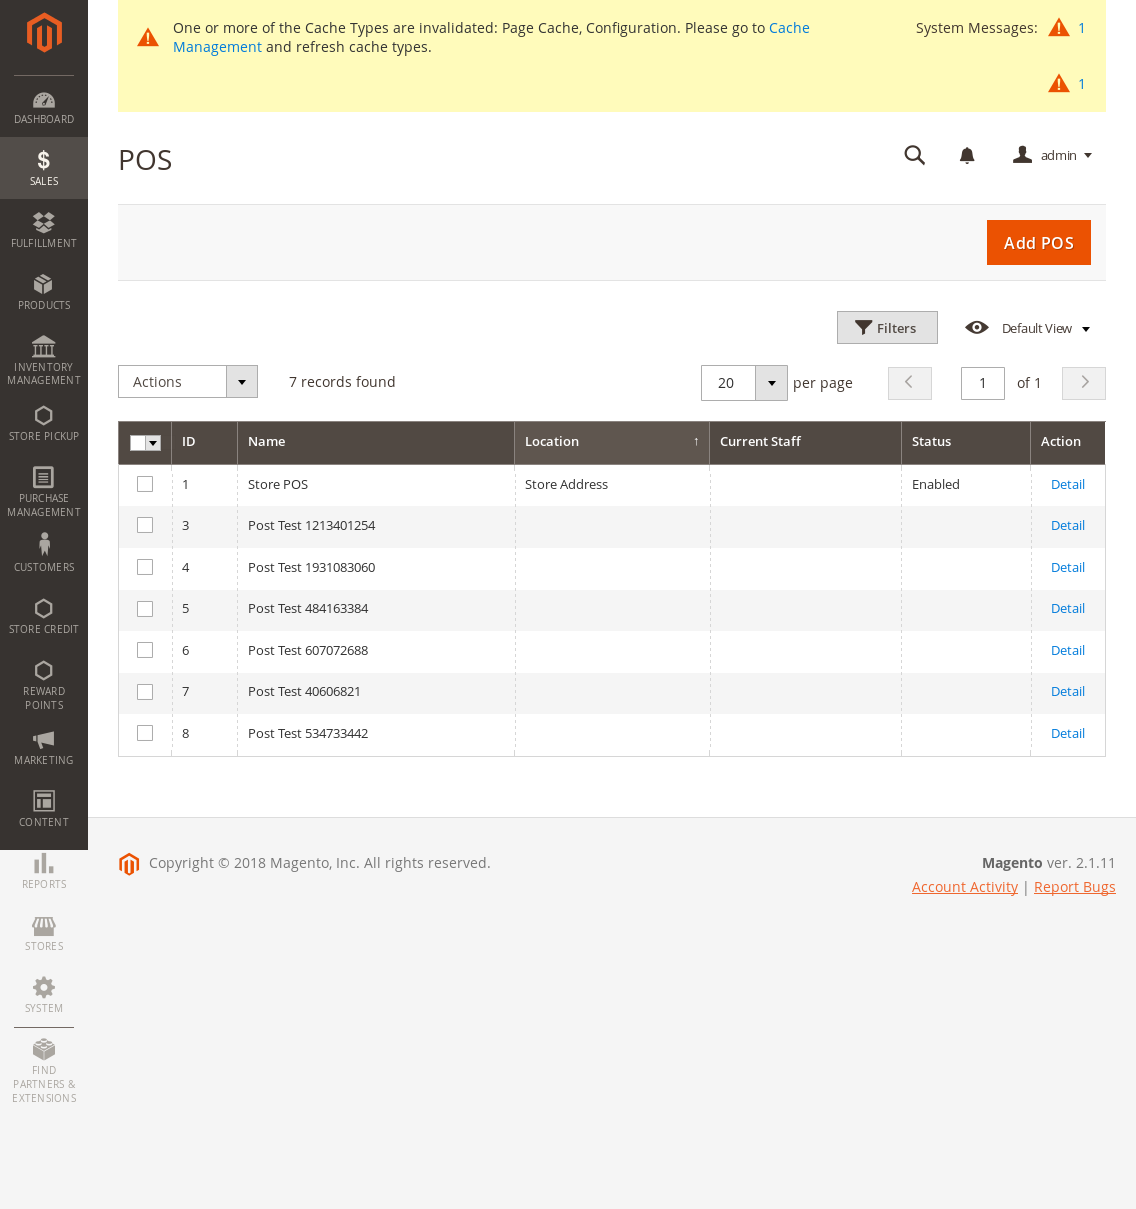 One or more of the Cache Types are invalidated: Page Cache, Configuration. Please go to Cache
Management and refresh cache types.
System Messages: 1
1
DASHBOARD
SALES
FULFILLMENT
PRODUCTS
INVENTORY
MANAGEMENT
STORE PICKUP
PURCHASE
MANAGEMENT
CUSTOMERS
STORE CREDIT
REWARD
POINTS
MARKETING
CONTENT
REPORTS
STORES
SYSTEM
FIND
PARTNERS &
EXTENSIONS
POS
admin
Add POS
Filters
Default View
Actions
7 records found
20 per page
1 of 1
ID Name Location ↑ Current Staff Status Action
1 Store POS Store Address Enabled Detail
3 Post Test 1213401254 Detail
4 Post Test 1931083060 Detail
5 Post Test 484163384 Detail
6 Post Test 607072688 Detail
7 Post Test 40606821 Detail
8 Post Test 534733442 Detail
Copyright © 2018 Magento, Inc. All rights reserved.
Magento ver. 2.1.11
Account Activity | Report Bugs